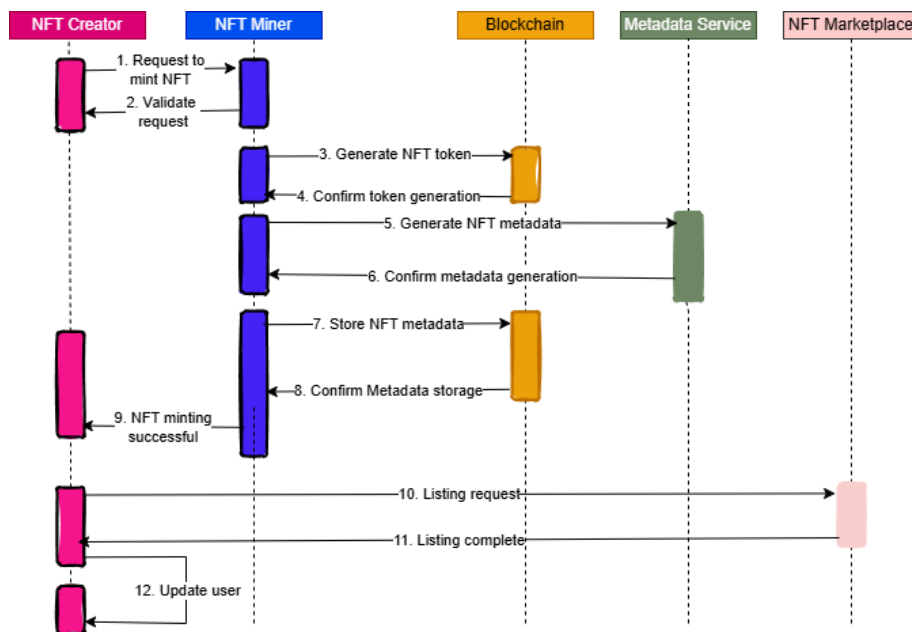 NFT Creator
NFT Miner
Blockchain
Metadata Service
NFT Marketplace
1. Request to
mint NFT
2. Validate
request
3. Generate NFT token
4. Confirm token generation
5. Generate NFT metadata
6. Confirm metadata generation
7. Store NFT metadata
8. Confirm Metadata storage
9. NFT minting
successful
10. Listing request
11. Listing complete
12. Update user